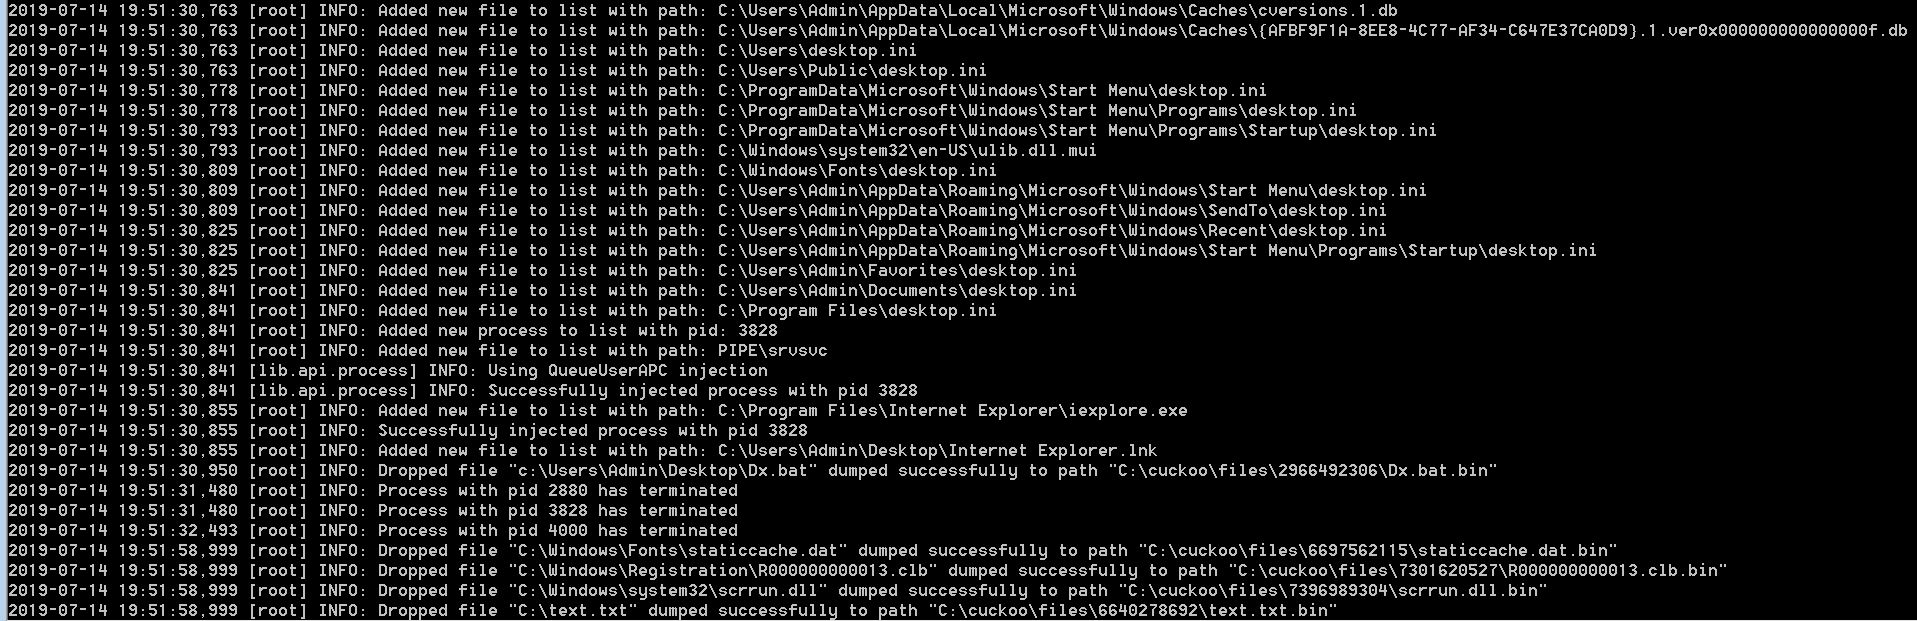 2019-07-14 19:51:30,763 [root] INFO: Added new file to list with path: C:\Users\Admin\AppData\Local\Microsoft\Windows\Caches\cversions.1.db
2019-07-14 19:51:30,763 [root] INFO: Added new file to list with path: C:\Users\Admin\AppData\Local\Microsoft\Windows\Caches\{AFBF9F1A-8EE8-4C77-AF34-C647E37CA0D9}.1.ver0x000000000000000f.db
2019-07-14 19:51:30,763 [root] INFO: Added new file to list with path: C:\Users\desktop.ini
2019-07-14 19:51:30,763 [root] INFO: Added new file to list with path: C:\Users\Public\desktop.ini
2019-07-14 19:51:30,778 [root] INFO: Added new file to list with path: C:\ProgramData\Microsoft\Windows\Start Menu\desktop.ini
2019-07-14 19:51:30,778 [root] INFO: Added new file to list with path: C:\ProgramData\Microsoft\Windows\Start Menu\Programs\desktop.ini
2019-07-14 19:51:30,793 [root] INFO: Added new file to list with path: C:\ProgramData\Microsoft\Windows\Start Menu\Programs\Startup\desktop.ini
2019-07-14 19:51:30,793 [root] INFO: Added new file to list with path: C:\Windows\system32\en-US\ulib.dll.mui
2019-07-14 19:51:30,809 [root] INFO: Added new file to list with path: C:\Windows\Fonts\desktop.ini
2019-07-14 19:51:30,809 [root] INFO: Added new file to list with path: C:\Users\Admin\AppData\Roaming\Microsoft\Windows\Start Menu\desktop.ini
2019-07-14 19:51:30,809 [root] INFO: Added new file to list with path: C:\Users\Admin\AppData\Roaming\Microsoft\Windows\SendTo\desktop.ini
2019-07-14 19:51:30,825 [root] INFO: Added new file to list with path: C:\Users\Admin\AppData\Roaming\Microsoft\Windows\Recent\desktop.ini
2019-07-14 19:51:30,825 [root] INFO: Added new file to list with path: C:\Users\Admin\AppData\Roaming\Microsoft\Windows\Start Menu\Programs\Startup\desktop.ini
2019-07-14 19:51:30,825 [root] INFO: Added new file to list with path: C:\Users\Admin\Favorites\desktop.ini
2019-07-14 19:51:30,841 [root] INFO: Added new file to list with path: C:\Users\Admin\Documents\desktop.ini
2019-07-14 19:51:30,841 [root] INFO: Added new file to list with path: C:\Program Files\desktop.ini
2019-07-14 19:51:30,841 [root] INFO: Added new process to list with pid: 3828
2019-07-14 19:51:30,841 [root] INFO: Added new file to list with path: PIPE\srvsvc
2019-07-14 19:51:30,841 [lib.api.process] INFO: Using QueueUserAPC injection
2019-07-14 19:51:30,841 [lib.api.process] INFO: Successfully injected process with pid 3828
2019-07-14 19:51:30,855 [root] INFO: Added new file to list with path: C:\Program Files\Internet Explorer\iexplore.exe
2019-07-14 19:51:30,855 [root] INFO: Successfully injected process with pid 3828
2019-07-14 19:51:30,855 [root] INFO: Added new file to list with path: C:\Users\Admin\Desktop\Internet Explorer.lnk
2019-07-14 19:51:30,950 [root] INFO: Dropped file "c:\Users\Admin\Desktop\Dx.bat" dumped successfully to path "C:\cuckoo\files\2966492306\Dx.bat.bin"
2019-07-14 19:51:31,480 [root] INFO: Process with pid 2880 has terminated
2019-07-14 19:51:31,480 [root] INFO: Process with pid 3828 has terminated
2019-07-14 19:51:32,493 [root] INFO: Process with pid 4000 has terminated
2019-07-14 19:51:58,999 [root] INFO: Dropped file "C:\Windows\Fonts\staticcache.dat" dumped successfully to path "C:\cuckoo\files\6697562115\staticcache.dat.bin"
2019-07-14 19:51:58,999 [root] INFO: Dropped file "C:\Windows\Registration\R000000000013.clb" dumped successfully to path "C:\cuckoo\files\7301620527\R000000000013.clb.bin"
2019-07-14 19:51:58,999 [root] INFO: Dropped file "C:\Windows\system32\scrrun.dll" dumped successfully to path "C:\cuckoo\files\7396989304\scrrun.dll.bin"
2019-07-14 19:51:58,999 [root] INFO: Dropped file "C:\text.txt" dumped successfully to path "C:\cuckoo\files\6640278692\text.txt.bin"